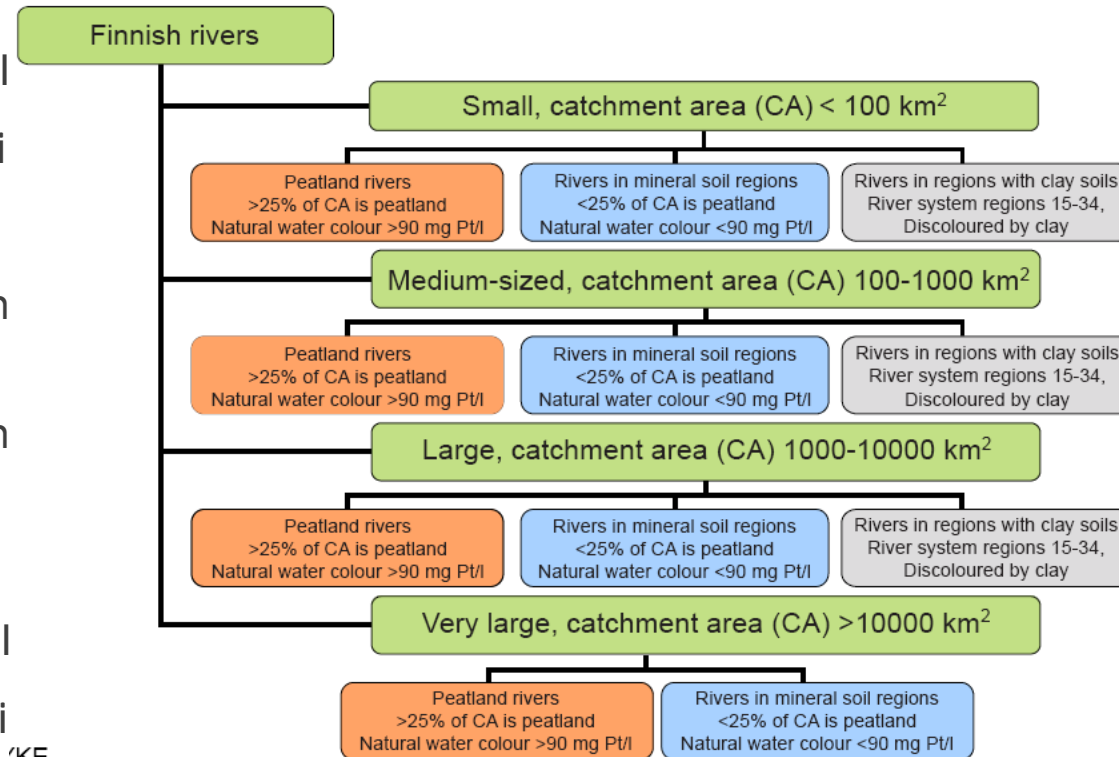 Finnish rivers
l
Small, catchment area (CA) < 100 km²
i
Peatland rivers
>25% of CA is peatland
Natural water colour >90 mg Pt/l
Rivers in mineral soil regions
<25% of CA is peatland
Natural water colour <90 mg Pt/l
Rivers in regions with clay soils
River system regions 15-34,
Discoloured by clay
Medium-sized, catchment area (CA) 100-1000 km²
Peatland rivers
>25% of CA is peatland
Natural water colour >90 mg Pt/l
Rivers in mineral soil regions
<25% of CA is peatland
Natural water colour <90 mg Pt/l
Rivers in regions with clay soils
River system regions 15-34,
Discoloured by clay
Large, catchment area (CA) 1000-10000 km²
Peatland rivers
>25% of CA is peatland
Natural water colour >90 mg Pt/l
Rivers in mineral soil regions
<25% of CA is peatland
Natural water colour <90 mg Pt/l
Rivers in regions with clay soils
River system regions 15-34,
Discoloured by clay
Very large, catchment area (CA) >10000 km²
l
i
Peatland rivers
>25% of CA is peatland
Natural water colour >90 mg Pt/l
Rivers in mineral soil regions
<25% of CA is peatland
Natural water colour <90 mg Pt/l